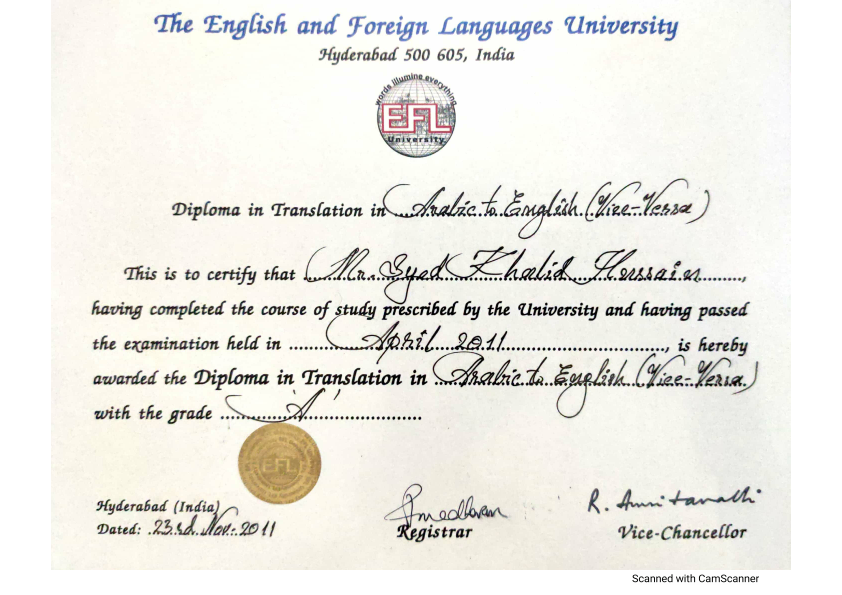 The English and Foreign Languages University
Hyderabad 500 605, India
words illumine everything
EFL
University
Diploma in Translation in Arabic to English (Vice-Versa)
This is to certify that Mr. Syed Khalid Hussain,
having completed the course of study prescribed by the University and having passed
the examination held in April 2011, is hereby
awarded the Diploma in Translation in Arabic to English (Vice-Versa)
with the grade 'A'
EFL
Hyderabad (India)
Dated: 23rd Nov. 2011
Registrar
R. Amritavalli
Vice-Chancellor
Scanned with CamScanner